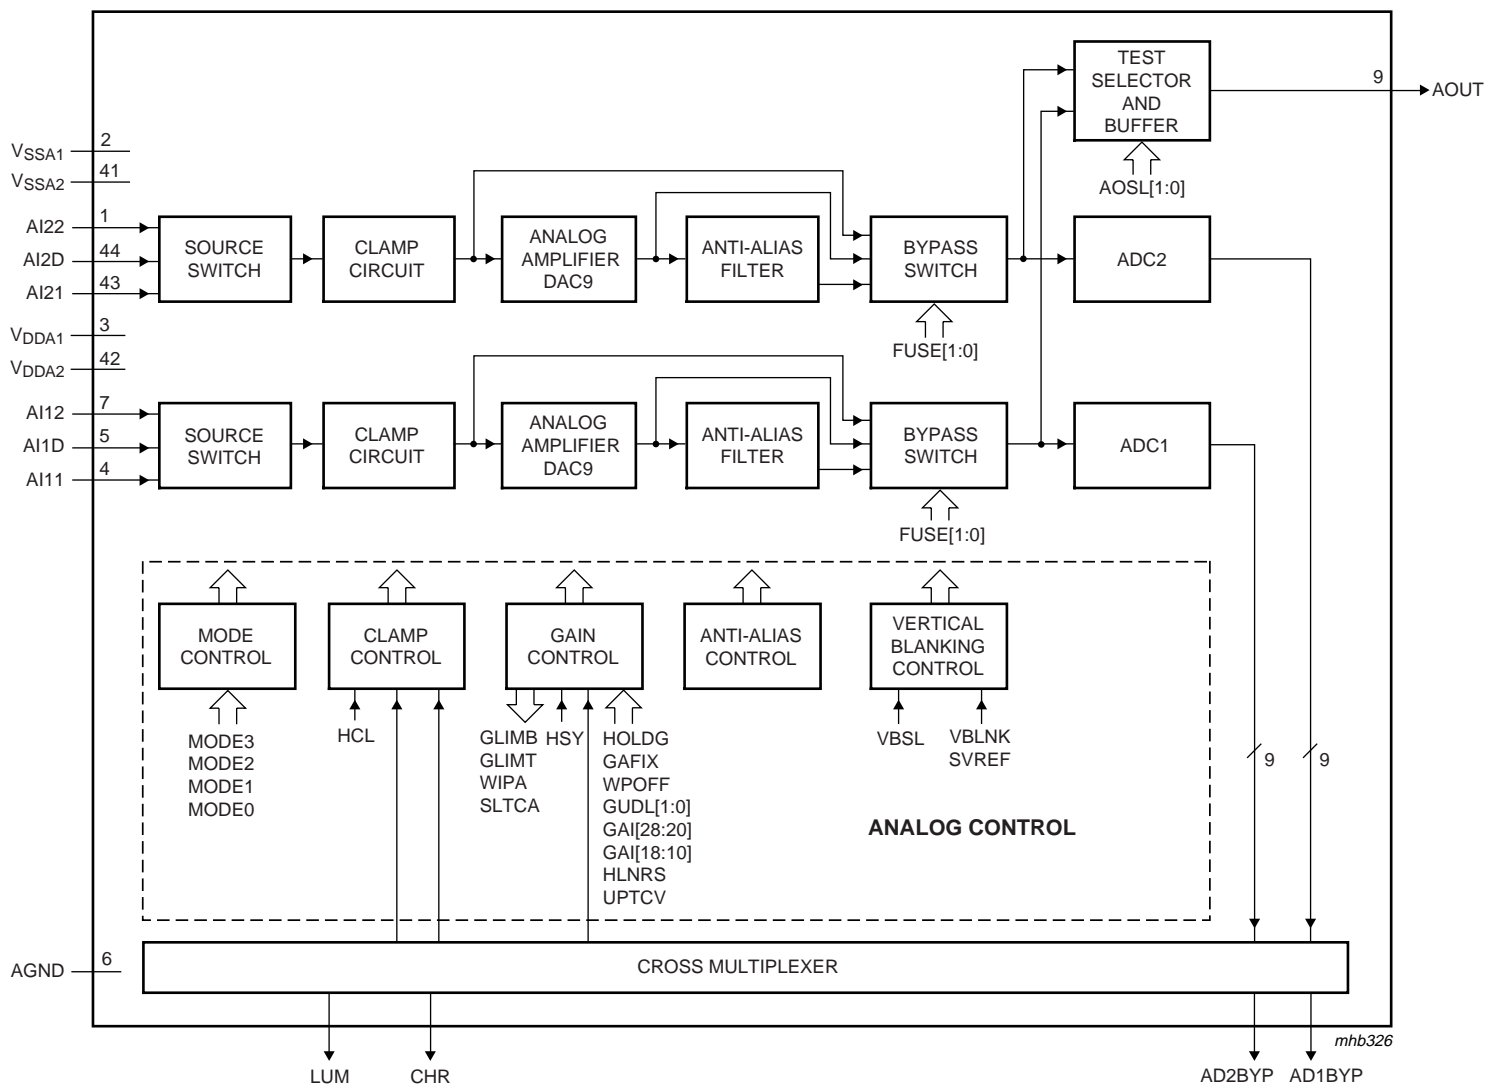 TEST
SELECTOR
AND
BUFFER
9
AOUT
AOSL[1:0]
VSSA1
2
VSSA2
41
AI22
1
AI2D
44
AI21
43
SOURCE
SWITCH
CLAMP
CIRCUIT
ANALOG
AMPLIFIER
DAC9
ANTI-ALIAS
FILTER
BYPASS
SWITCH
ADC2
FUSE[1:0]
VDDA1
3
VDDA2
42
AI12
7
AI1D
5
AI11
4
SOURCE
SWITCH
CLAMP
CIRCUIT
ANALOG
AMPLIFIER
DAC9
ANTI-ALIAS
FILTER
BYPASS
SWITCH
ADC1
FUSE[1:0]
MODE
CONTROL
CLAMP
CONTROL
GAIN
CONTROL
ANTI-ALIAS
CONTROL
VERTICAL
BLANKING
CONTROL
MODE3
MODE2
MODE1
MODE0
HCL
GLIMB
GLIMT
WIPA
SLTCA
HSY
HOLDG
GAFIX
WPOFF
GUDL[1:0]
GAI[28:20]
GAI[18:10]
HLNRS
UPTCV
VBSL
VBLNK
SVREF
9
9
ANALOG CONTROL
AGND
6
CROSS MULTIPLEXER
mhb326
LUM
CHR
AD2BYP
AD1BYP